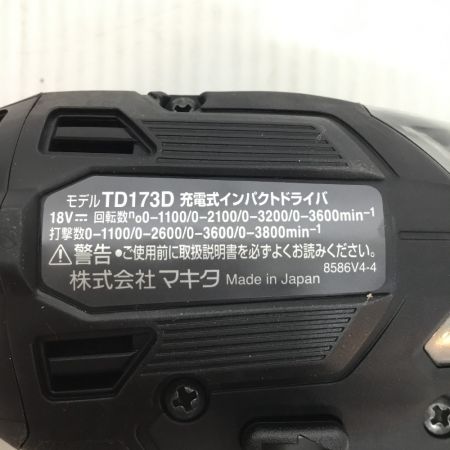 モデル TD173D 充電式インパクトドライバ
18V⎓ 回転数n₀0-1100/0-2100/0-3200/0-3600min⁻¹
打撃数0-1100/0-2600/0-3600/0-3800min⁻¹
⚠警告・ご使用前に取扱説明書を必ずよくお読みください。
8586V4-4
株式会社 マキタ Made in Japan